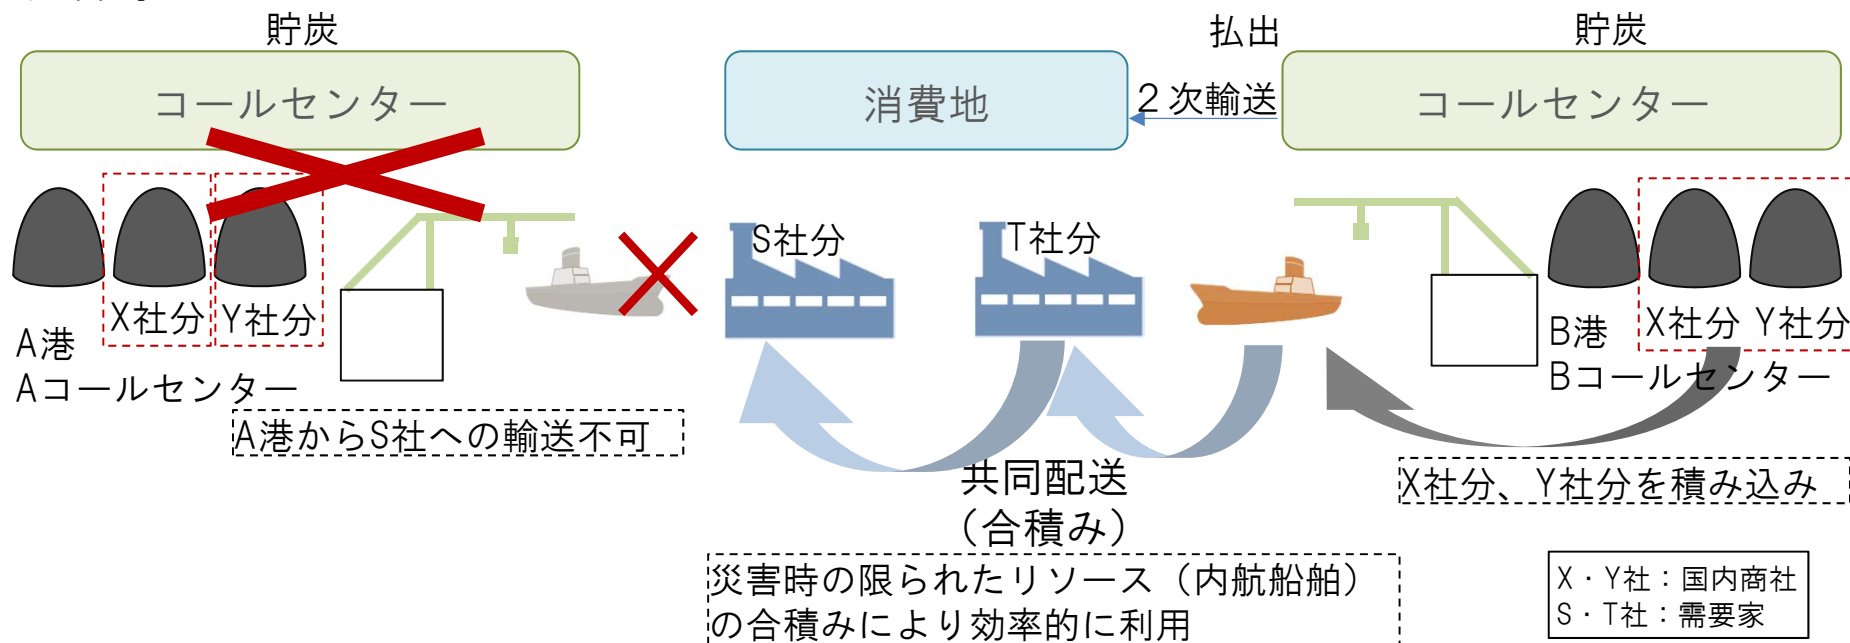 貯炭
コールセンター
X社分
Y社分
A港
Aコールセンター
A港からS社への輸送不可
消費地
払出
2次輸送
S社分
T社分
貯炭
コールセンター
X社分 Y社分
B港
Bコールセンター
X社分、Y社分を積み込み
共同配送
(合積み)
災害時の限られたリソース(内航船舶)
の合積みにより効率的に利用
X・Y社:国内商社
S・T社:需要家